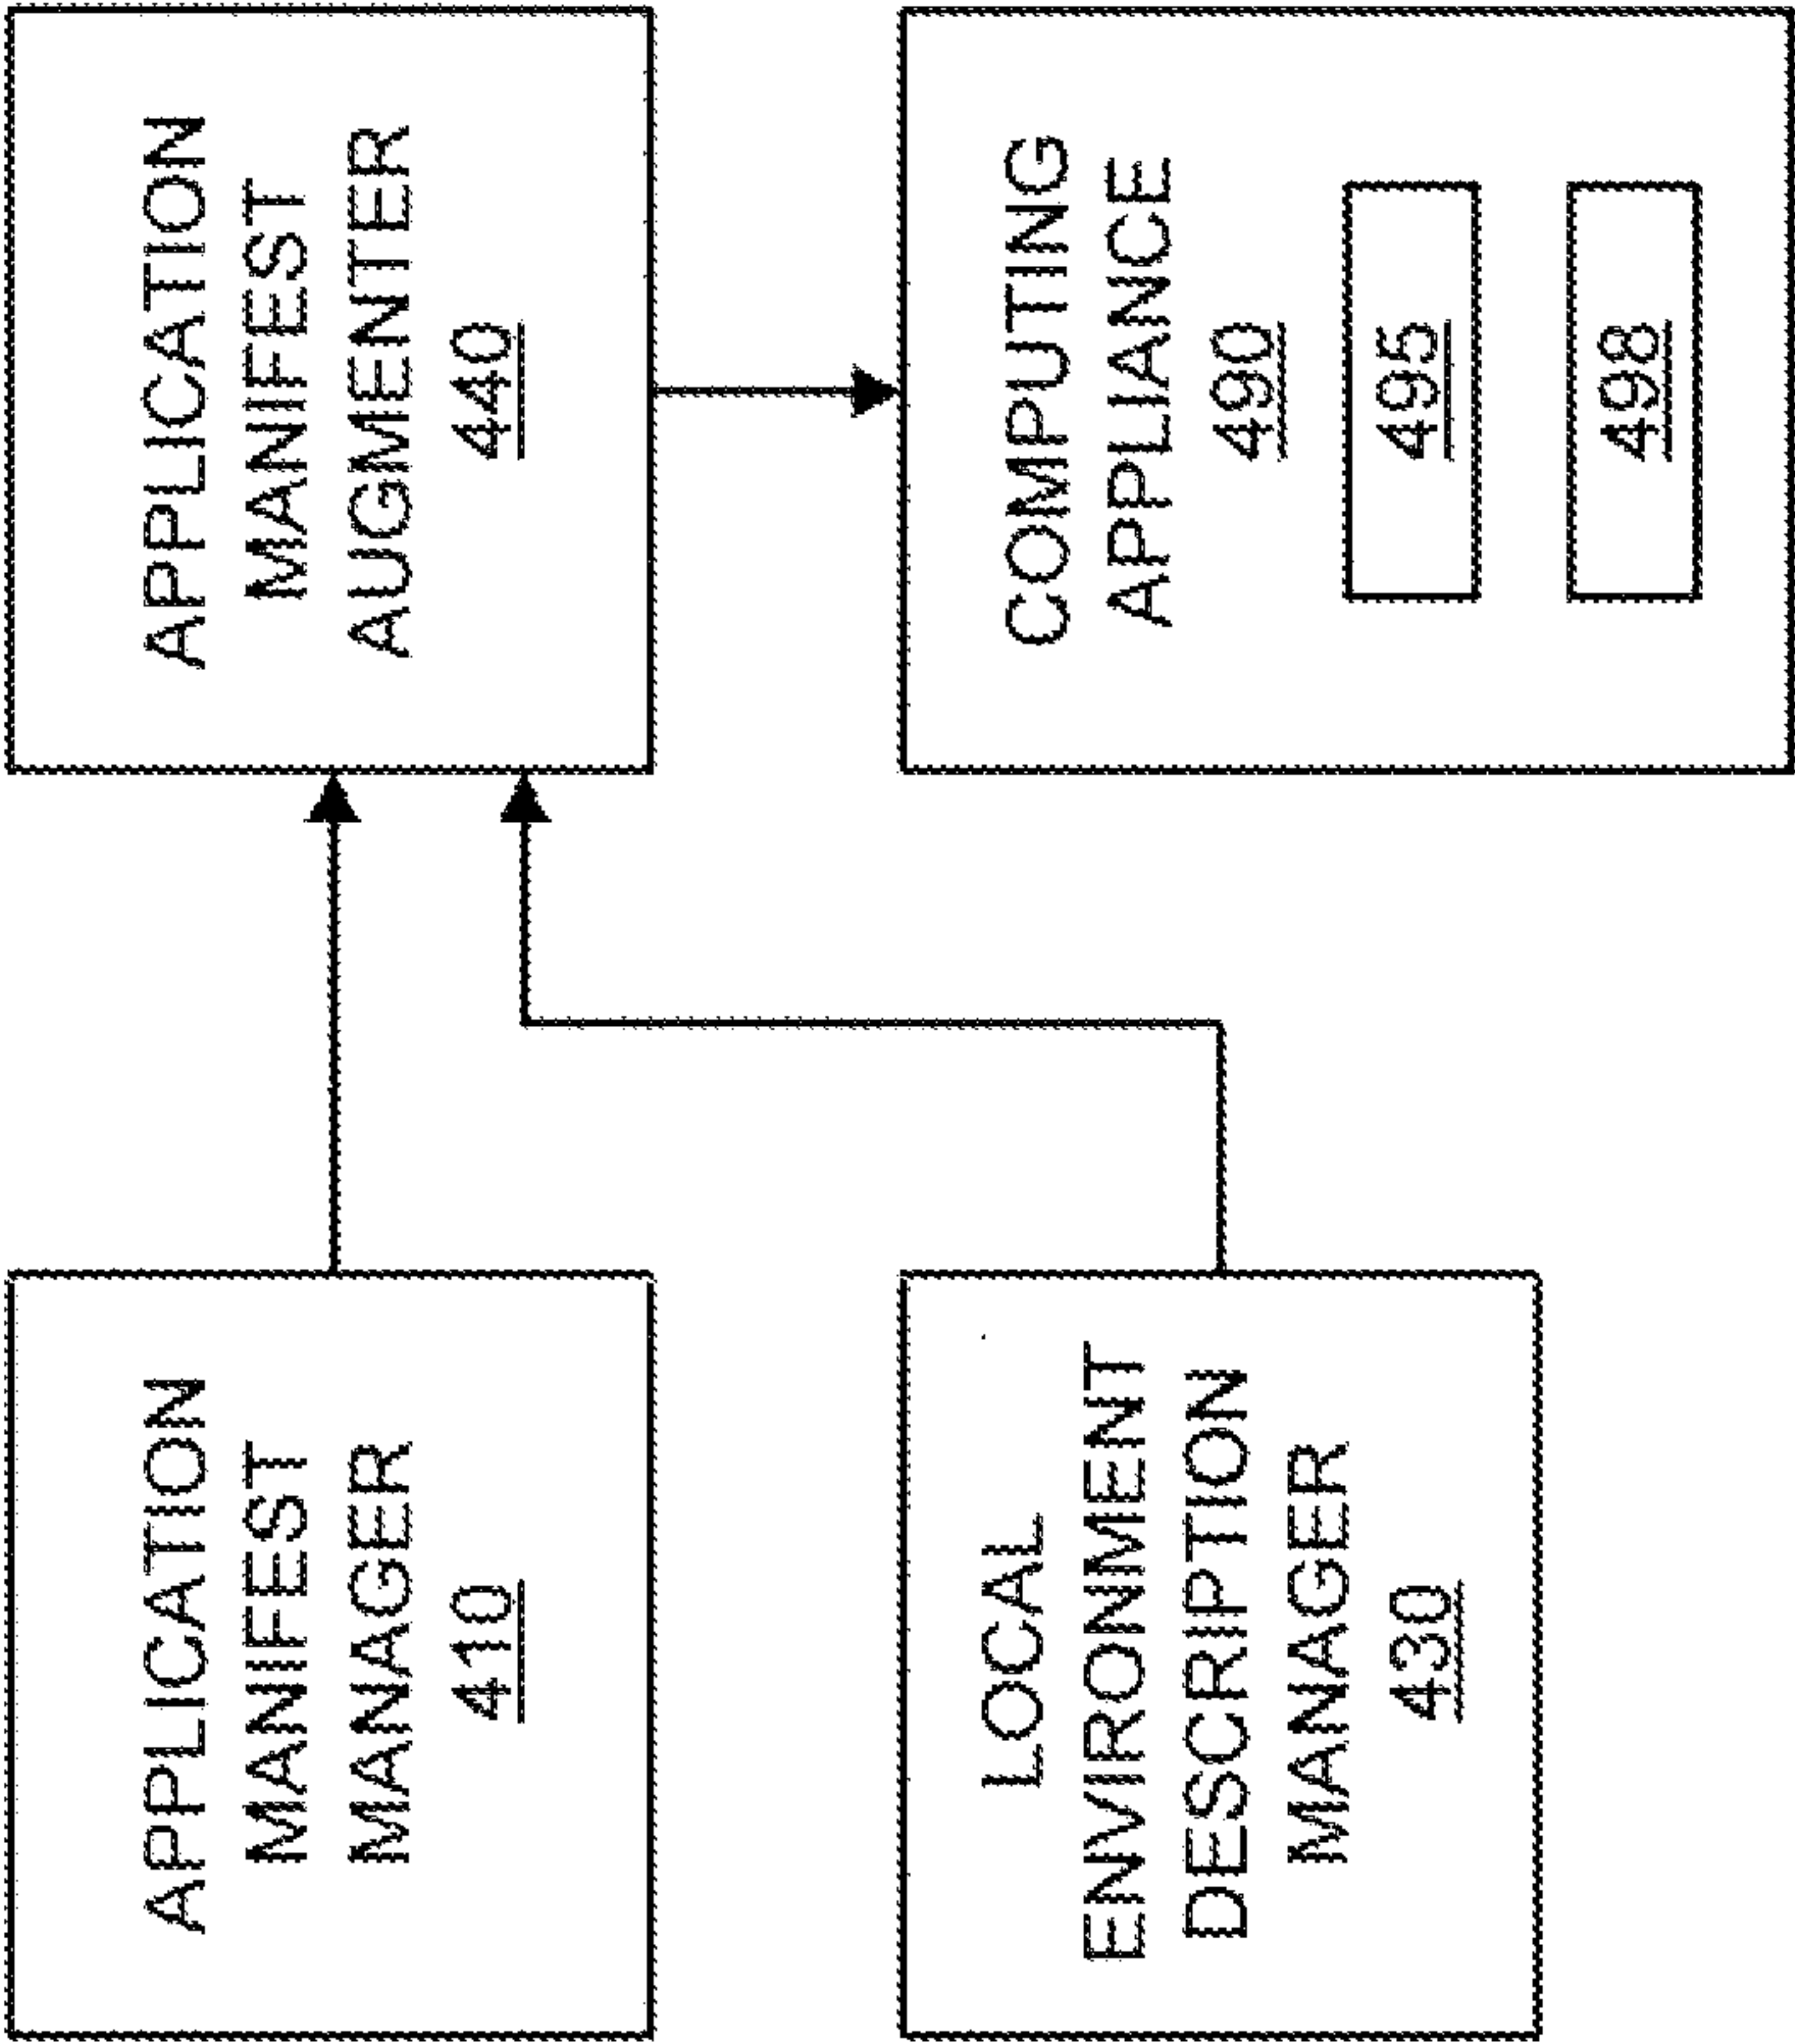 APPLICATION
MANIFEST
MANAGER
410
APPLICATION
MANIFEST
AUGMENTER
440
LOCAL
ENVIRONMENT
DESCRIPTION
MANAGER
430
COMPUTING
APPLIANCE
490
495
498